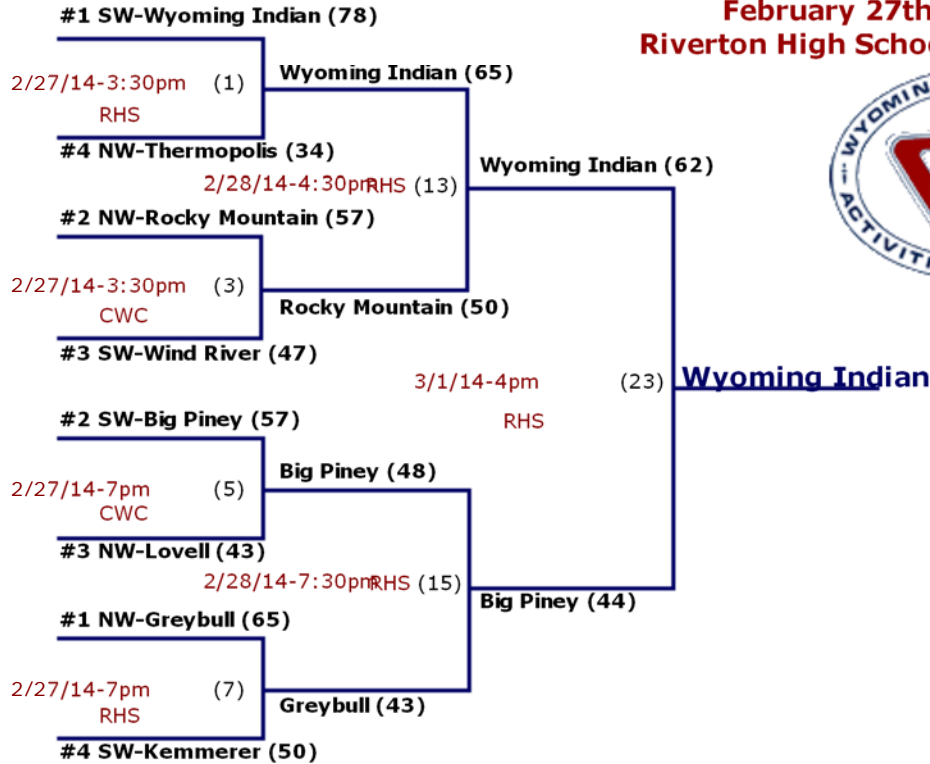 #1 SW-Wyoming Indian (78)
February 27th
Riverton High Schoo
2/27/14-3:30pm (1)
RHS
Wyoming Indian (65)
#4 NW-Thermopolis (34)
2/28/14-4:30pm RHS (13)
Wyoming Indian (62)
#2 NW-Rocky Mountain (57)
2/27/14-3:30pm (3)
CWC
Rocky Mountain (50)
#3 SW-Wind River (47)
3/1/14-4pm (23)
RHS
Wyoming Indian
#2 SW-Big Piney (57)
2/27/14-7pm (5)
CWC
Big Piney (48)
#3 NW-Lovell (43)
2/28/14-7:30pm RHS (15)
Big Piney (44)
#1 NW-Greybull (65)
2/27/14-7pm (7)
RHS
Greybull (43)
#4 SW-Kemmerer (50)
WYOMIN
ACTIVITI